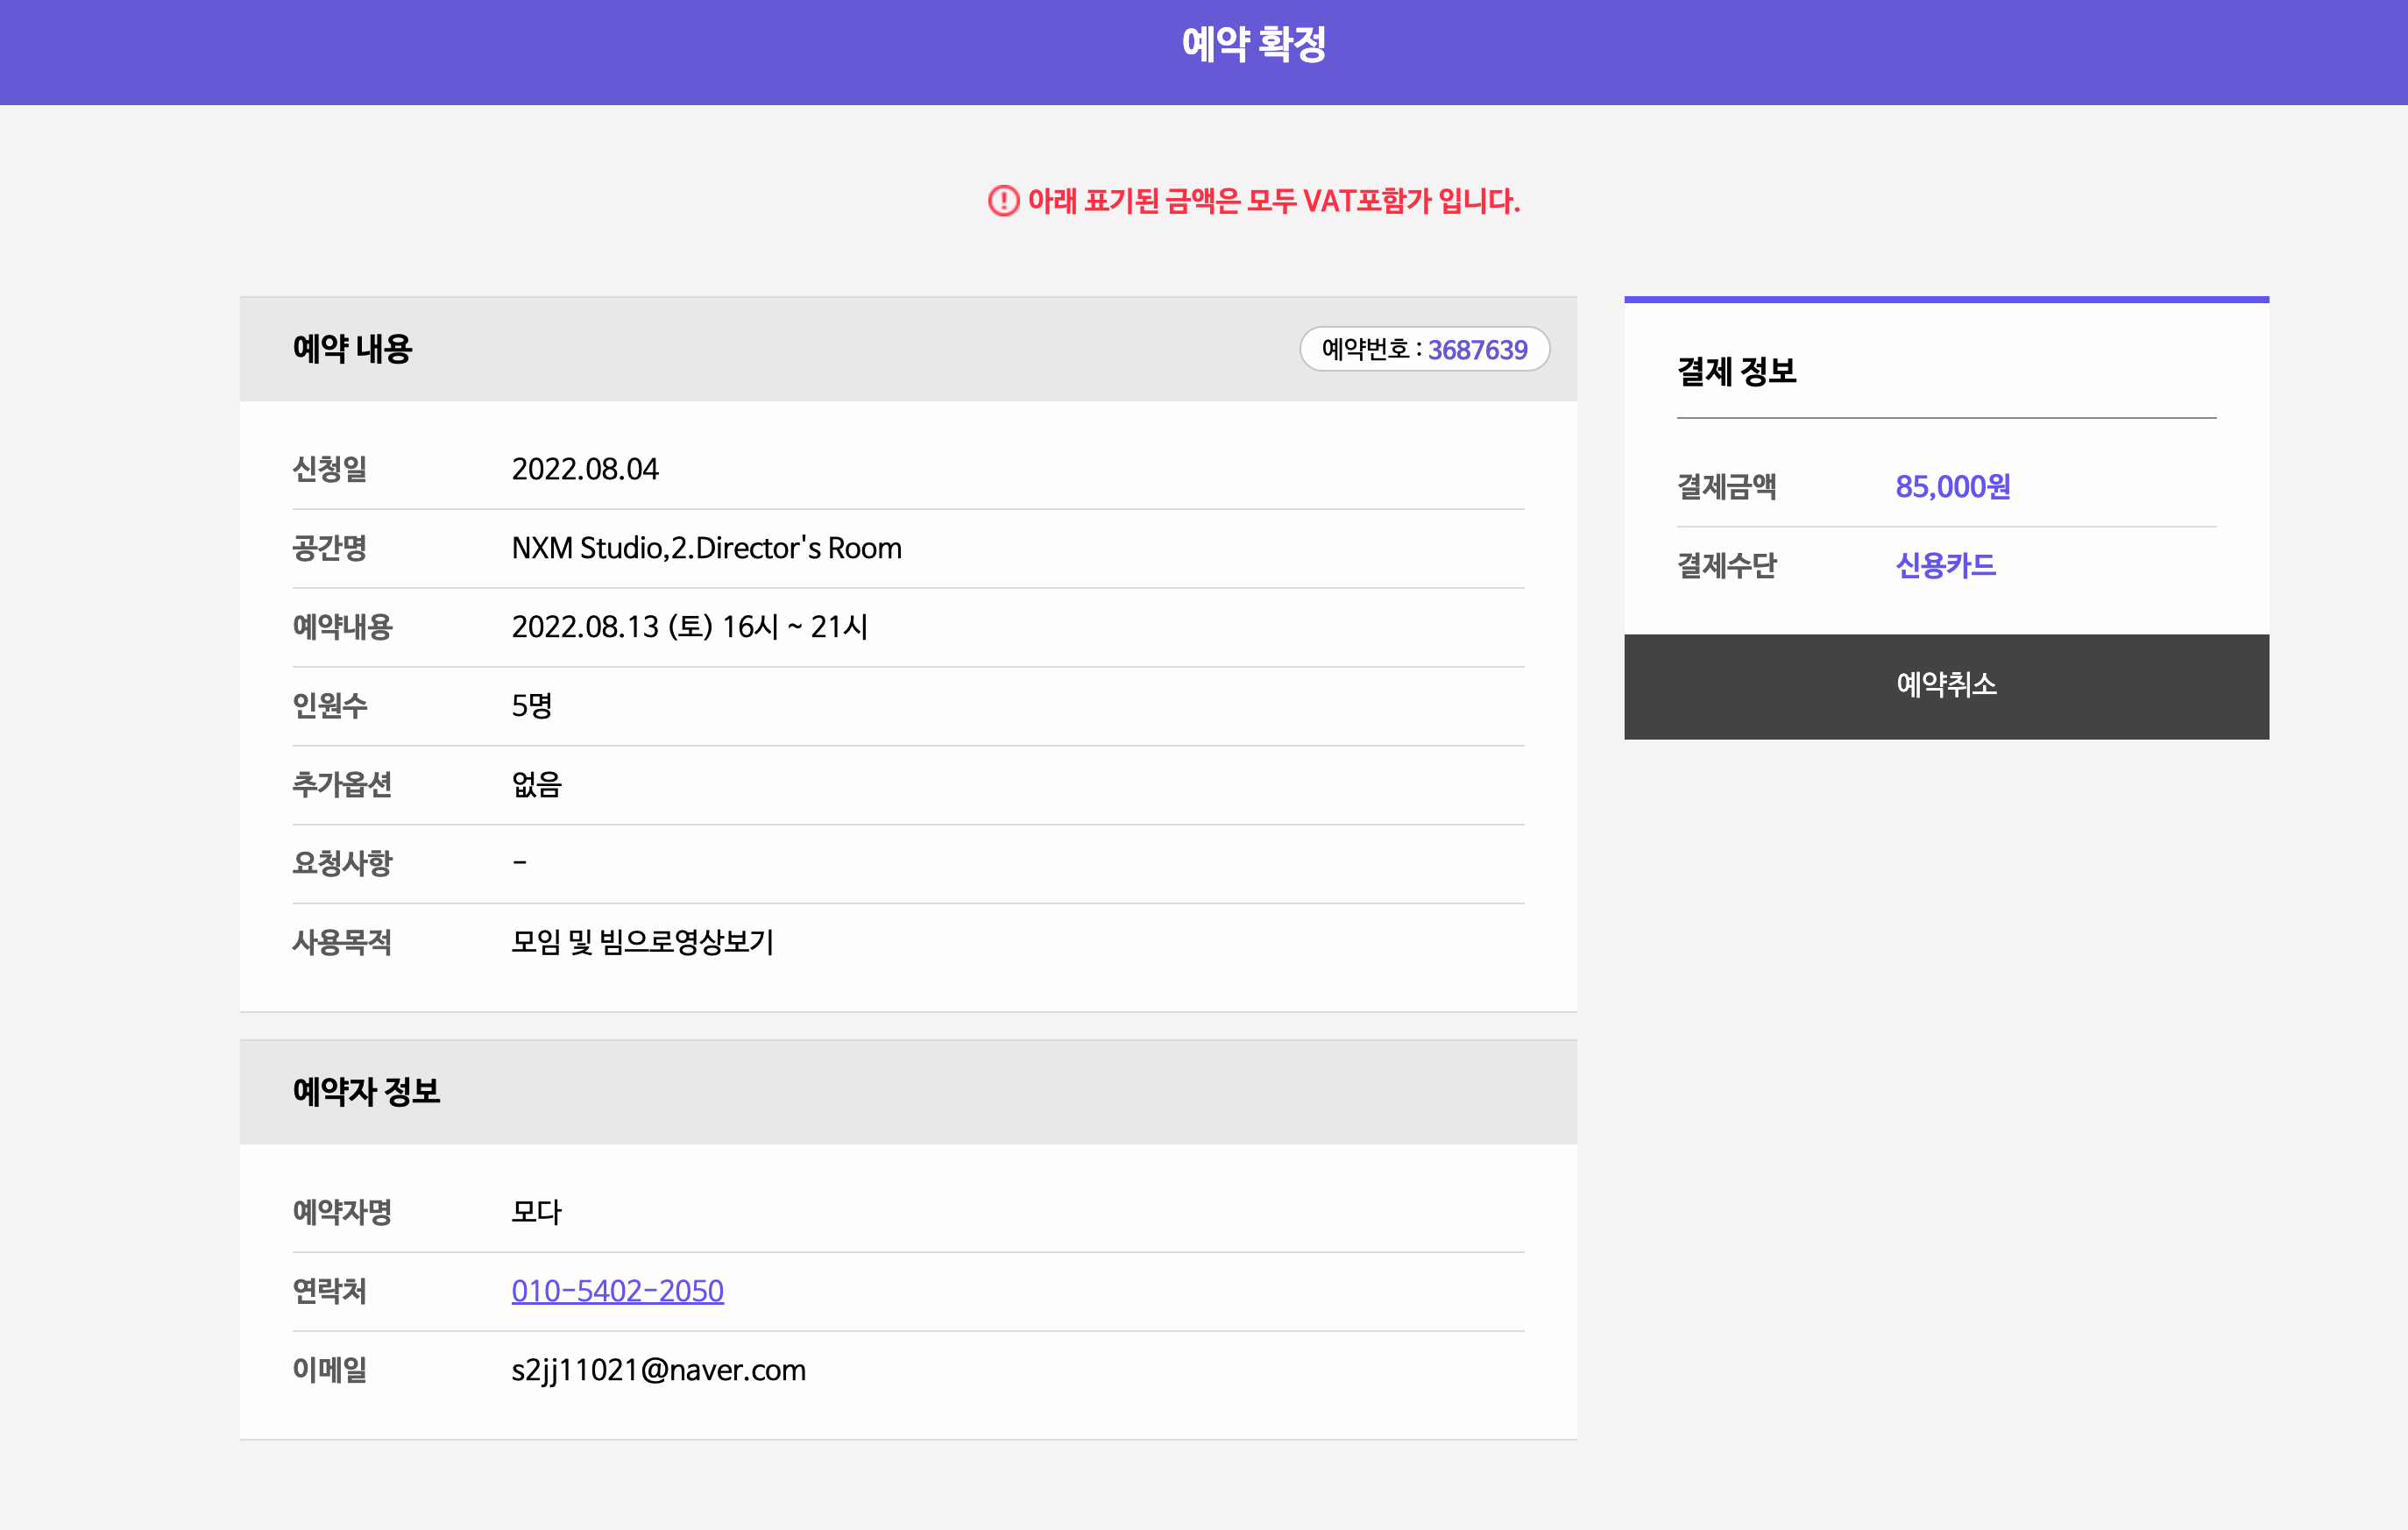 예약 확정
아래 표기된 금액은 모두 VAT포함가 입니다.
예약 내용 예약번호 : 3687639
신청일 2022.08.04
공간명 NXM Studio,2.Director's Room
예약내용 2022.08.13 (토) 16시 ~ 21시
인원수 5명
추가옵션 없음
요청사항 -
사용목적 모임 및 빔으로영상보기
예약자 정보
예약자명 모다
연락처 010-5402-2050
이메일 s2jj11021@naver.com
결제 정보
결제금액 85,000원
결제수단 신용카드
예약취소